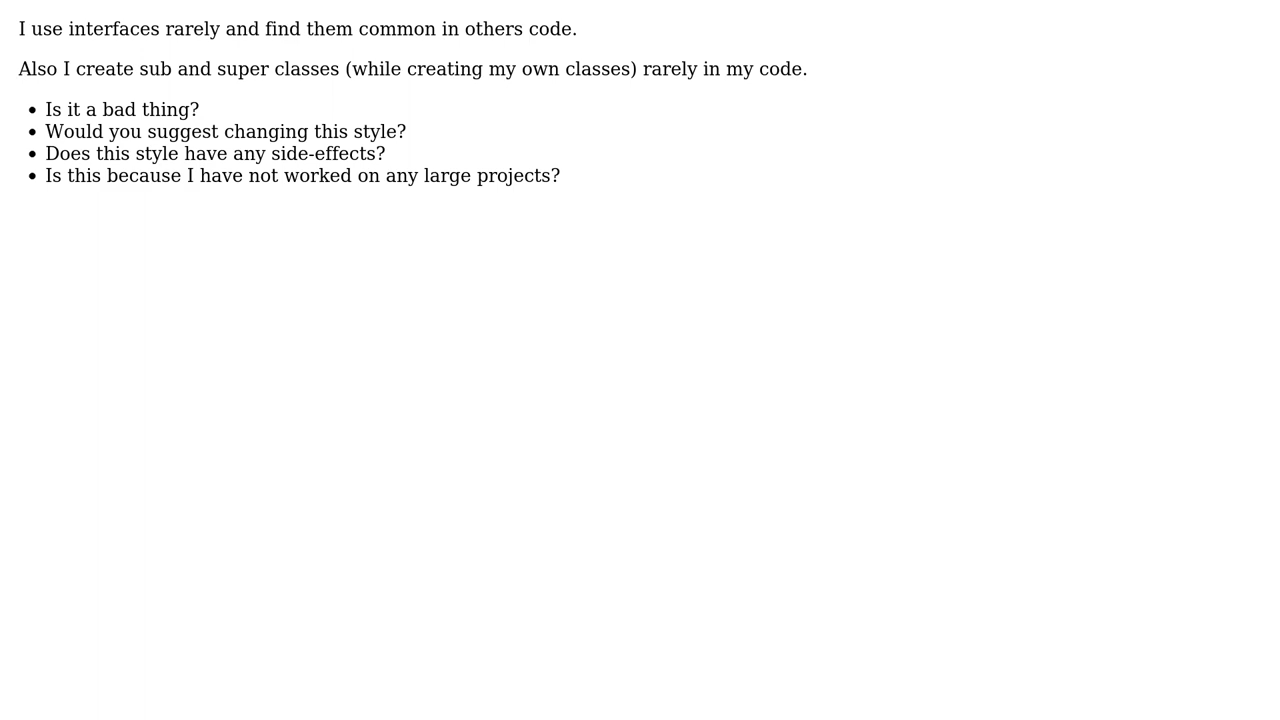 I use interfaces rarely and find them common in others code.
Also I create sub and super classes (while creating my own classes) rarely in my code.
• Is it a bad thing?
• Would you suggest changing this style?
• Does this style have any side-effects?
• Is this because I have not worked on any large projects?